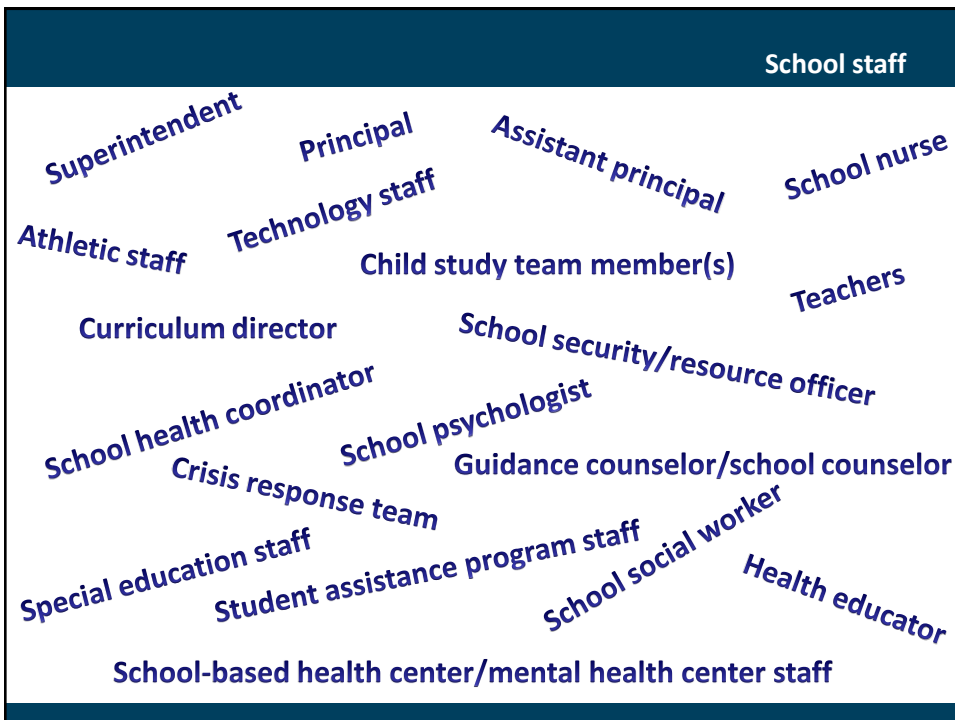 School staff
Superintendent
Principal
Assistant principal
School nurse
Technology staff
Athletic staff
Child study team member(s)
Teachers
Curriculum director
School security/resource officer
School health coordinator
School psychologist
Crisis response team
Guidance counselor/school counselor
Special education staff
Student assistance program staff
School social worker
Health educator
School-based health center/mental health center staff